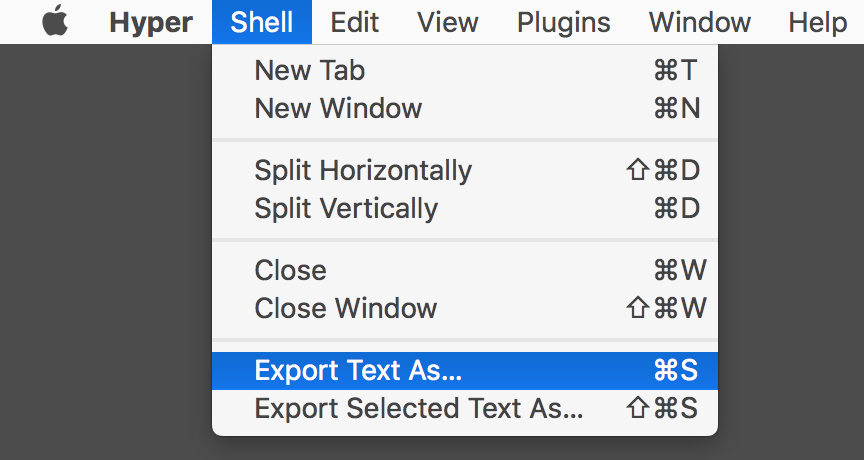 Hyper Shell Edit View Plugins Window Help
New Tab ⌘T
New Window ⌘N
Split Horizontally ⇧⌘D
Split Vertically ⌘D
Close ⌘W
Close Window ⇧⌘W
Export Text As... ⌘S
Export Selected Text As... ⇧⌘S